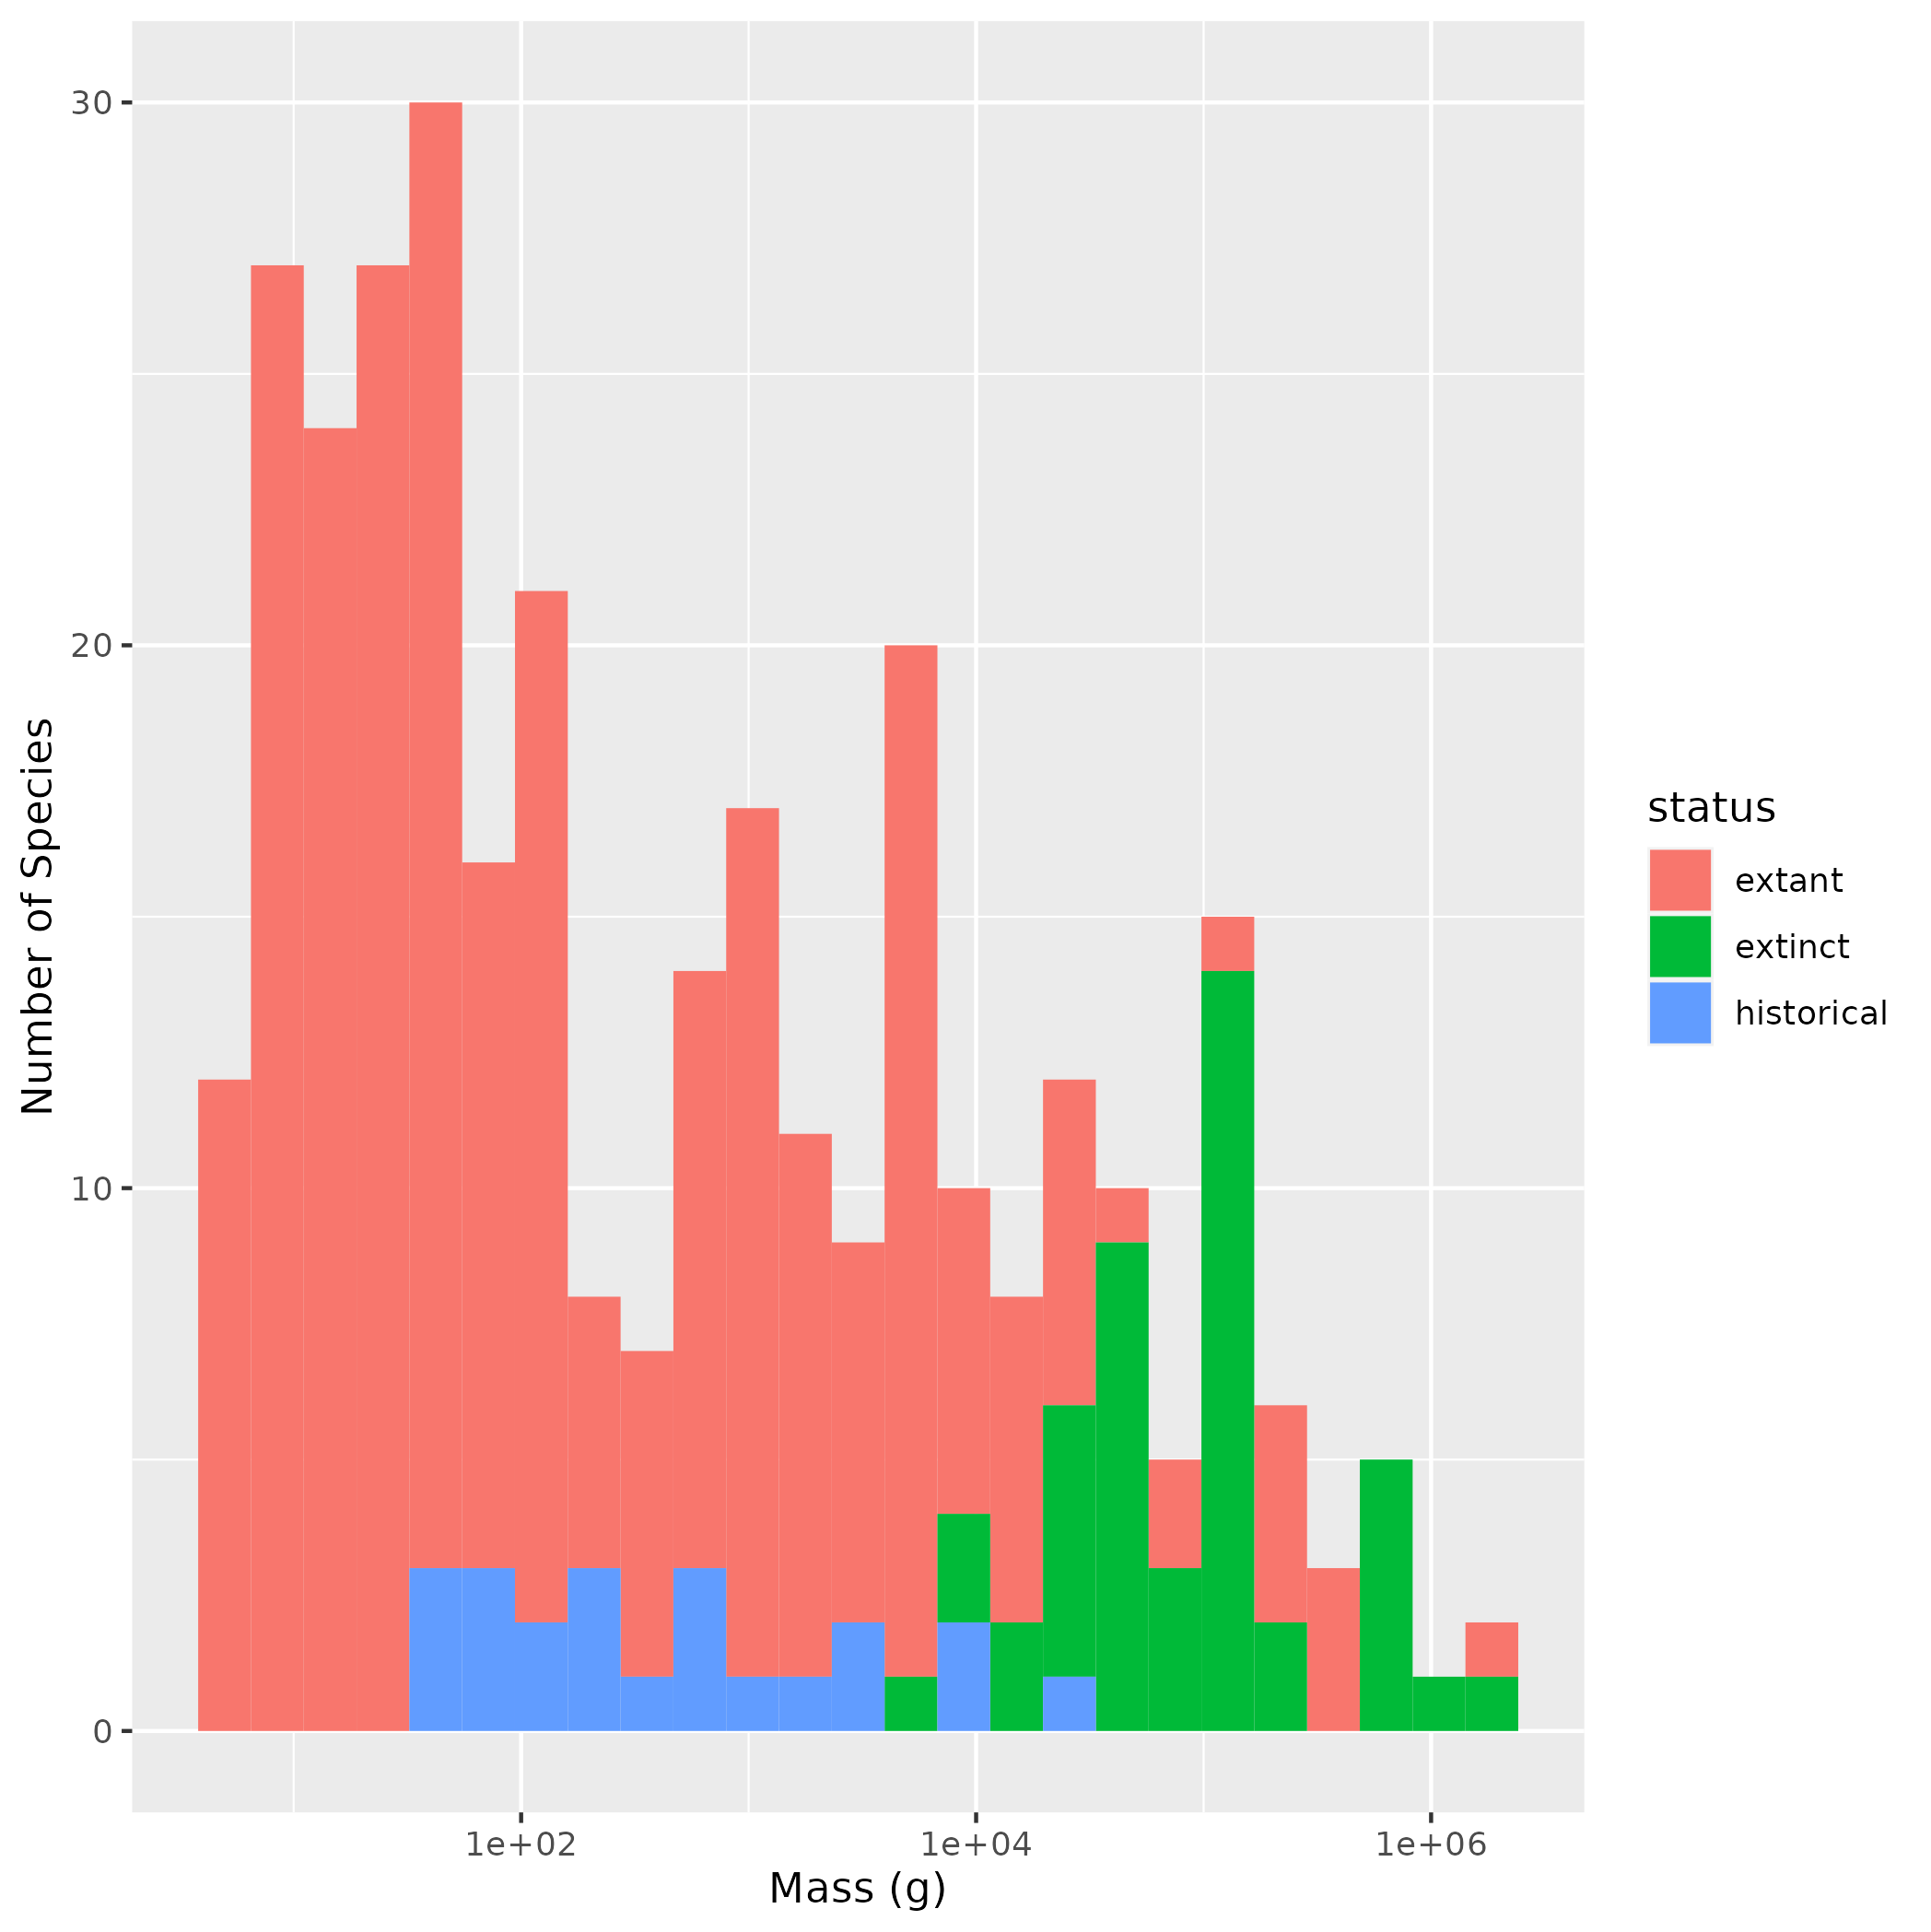 Number of Species
30
20
10
0
1e+02
1e+04
1e+06
Mass (g)
status
extant
extinct
historical